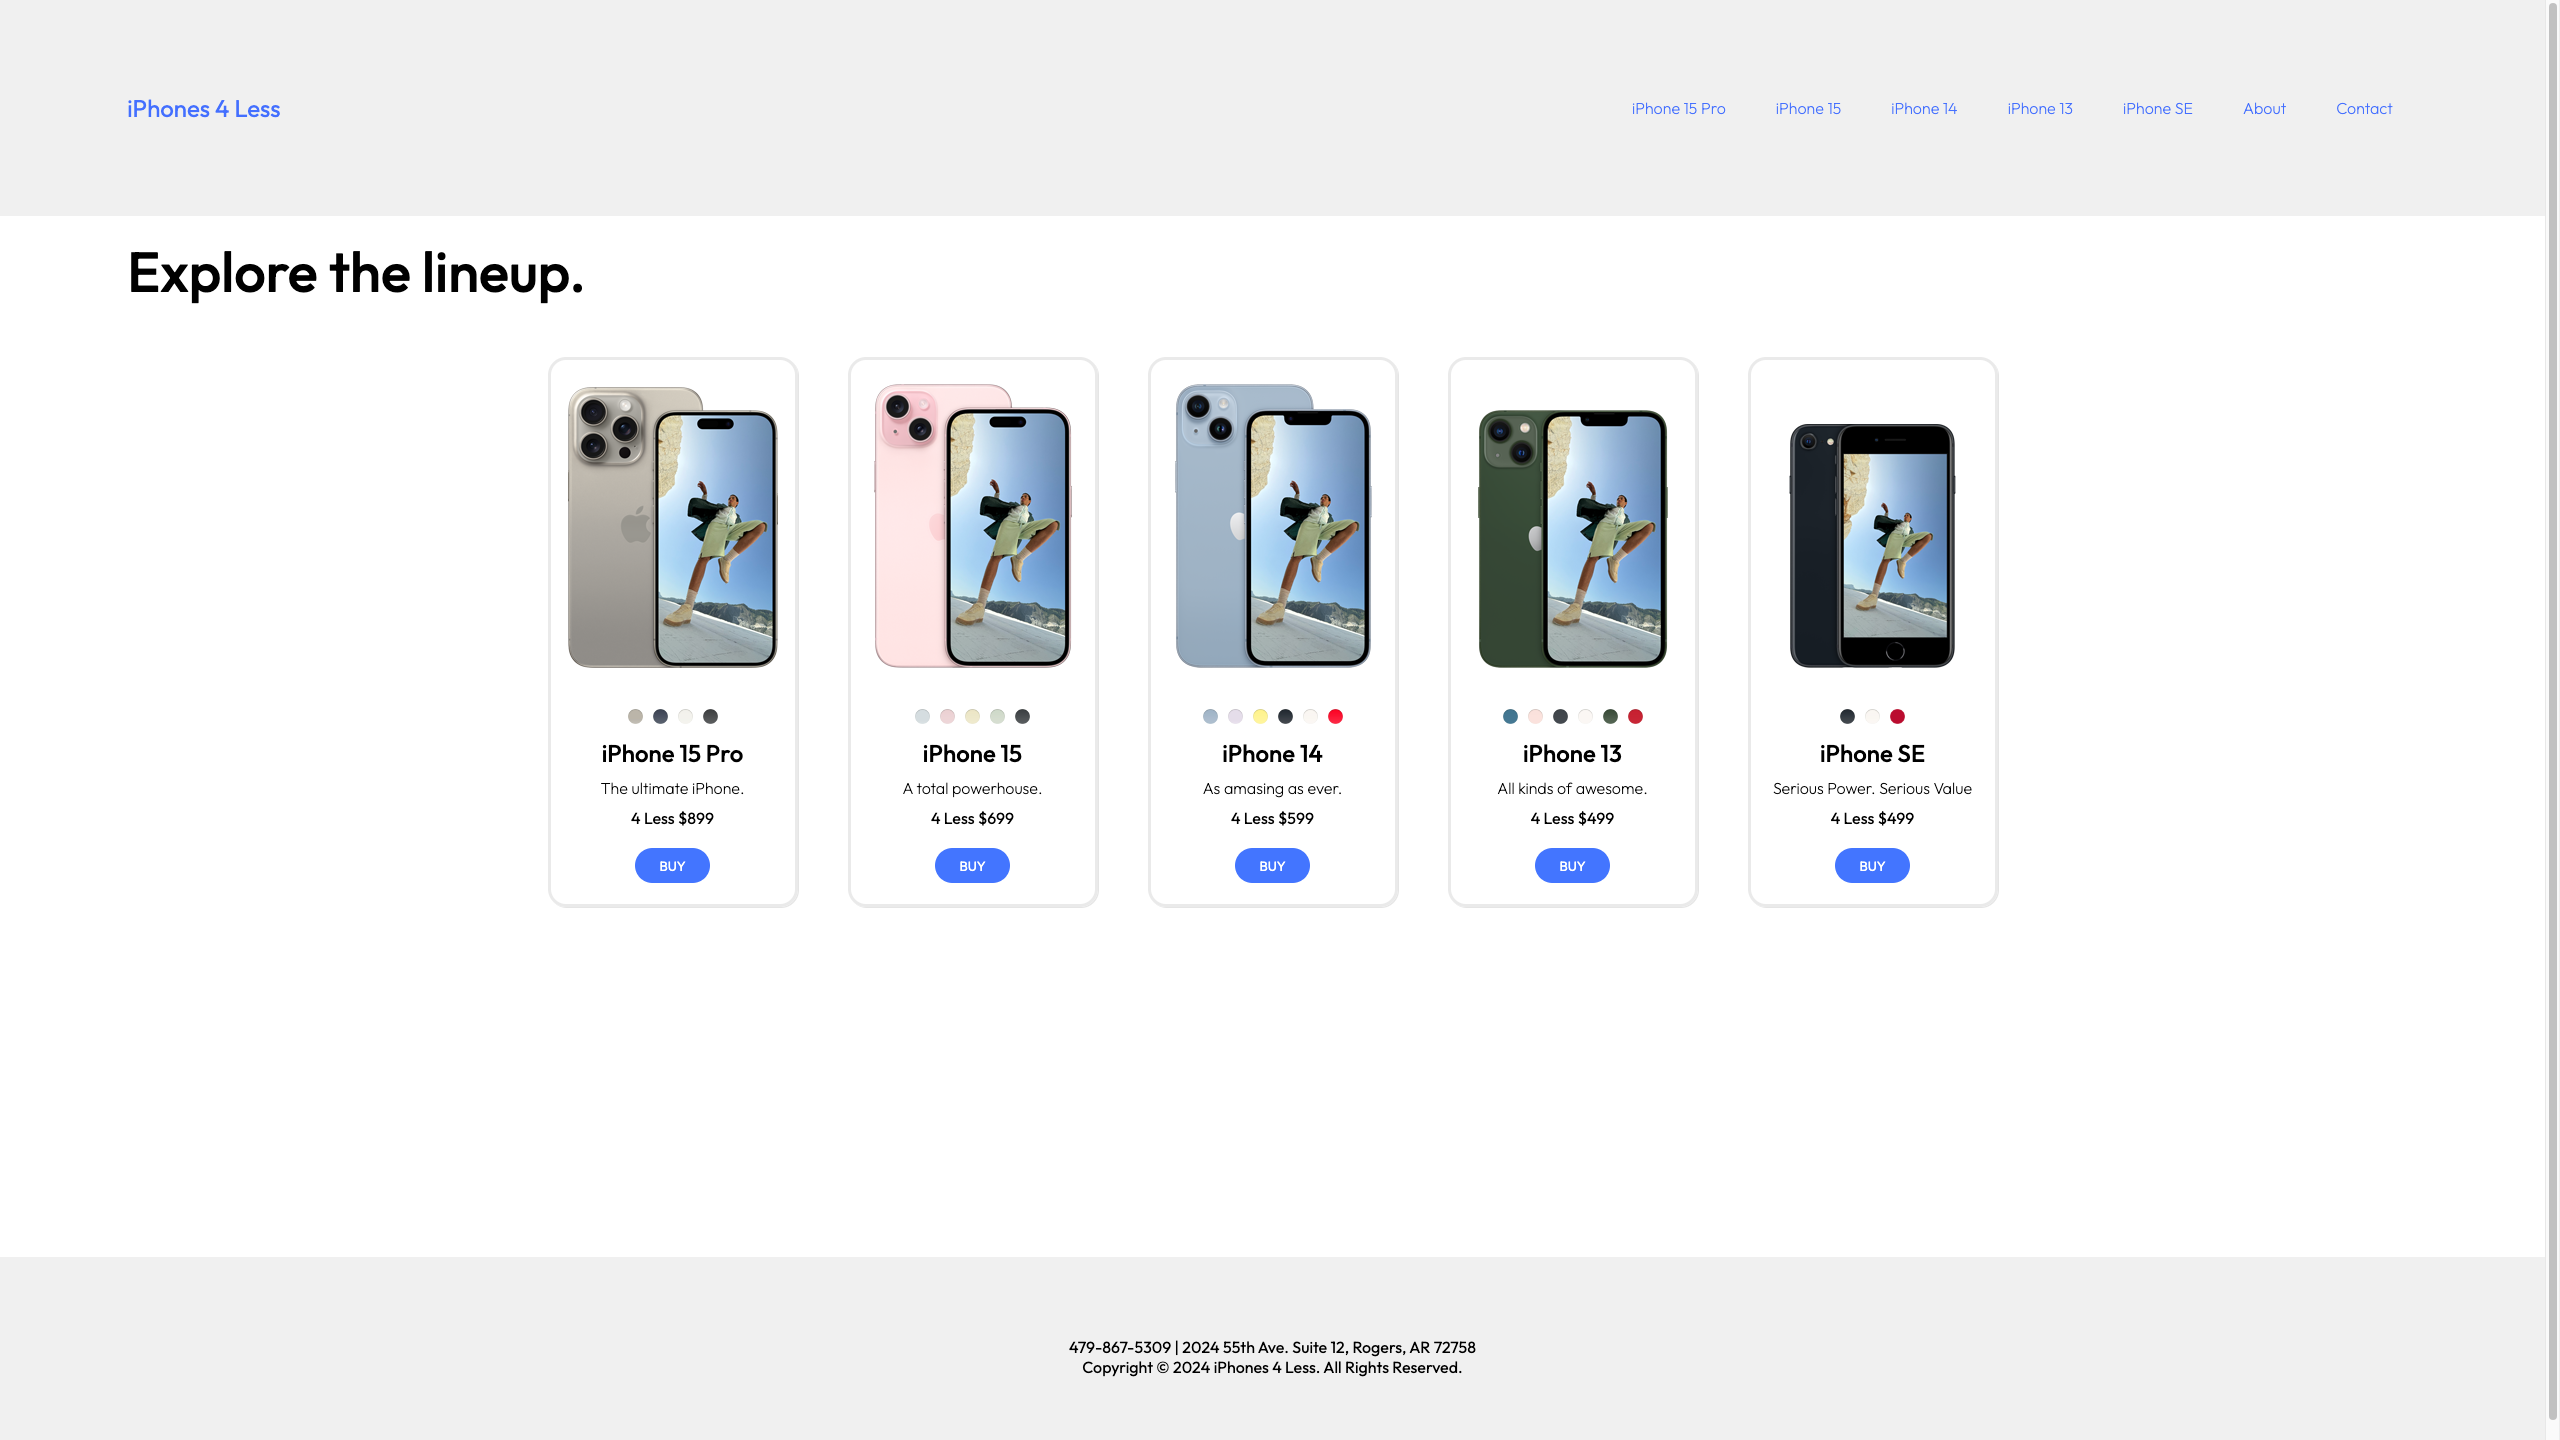 iPhones 4 Less
iPhone 15 Pro iPhone 15 iPhone 14 iPhone 13 iPhone SE About Contact
Explore the lineup.
iPhone 15 Pro
The ultimate iPhone.
4 Less $899
BUY
iPhone 15
A total powerhouse.
4 Less $699
BUY
iPhone 14
As amasing as ever.
4 Less $599
BUY
iPhone 13
All kinds of awesome.
4 Less $499
BUY
iPhone SE
Serious Power. Serious Value
4 Less $499
BUY
479-867-5309 | 2024 55th Ave. Suite 12, Rogers, AR 72758
Copyright © 2024 iPhones 4 Less. All Rights Reserved.